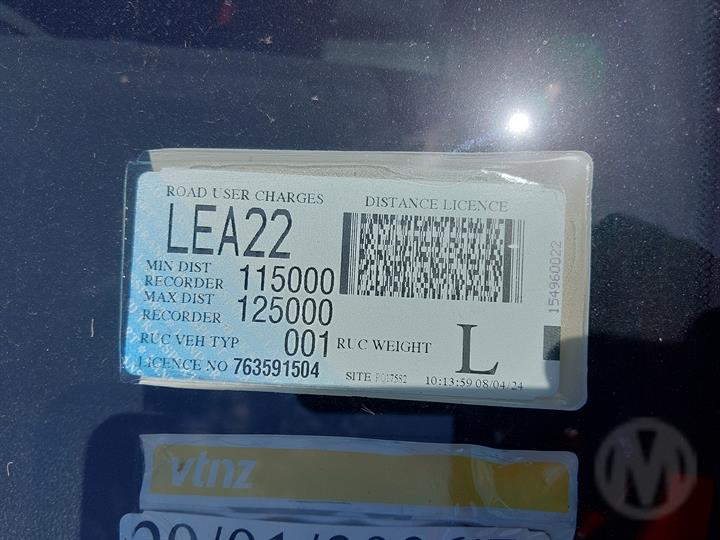 ROAD USER CHARGES DISTANCE LICENCE
LEA22
MIN DIST
RECORDER 115000
MAX DIST
RECORDER 125000
RUC VEH TYP 001 RUC WEIGHT L
LICENCE NO 763591504 SITE 10:13:59 08/04/24
154960022
vtnz
M